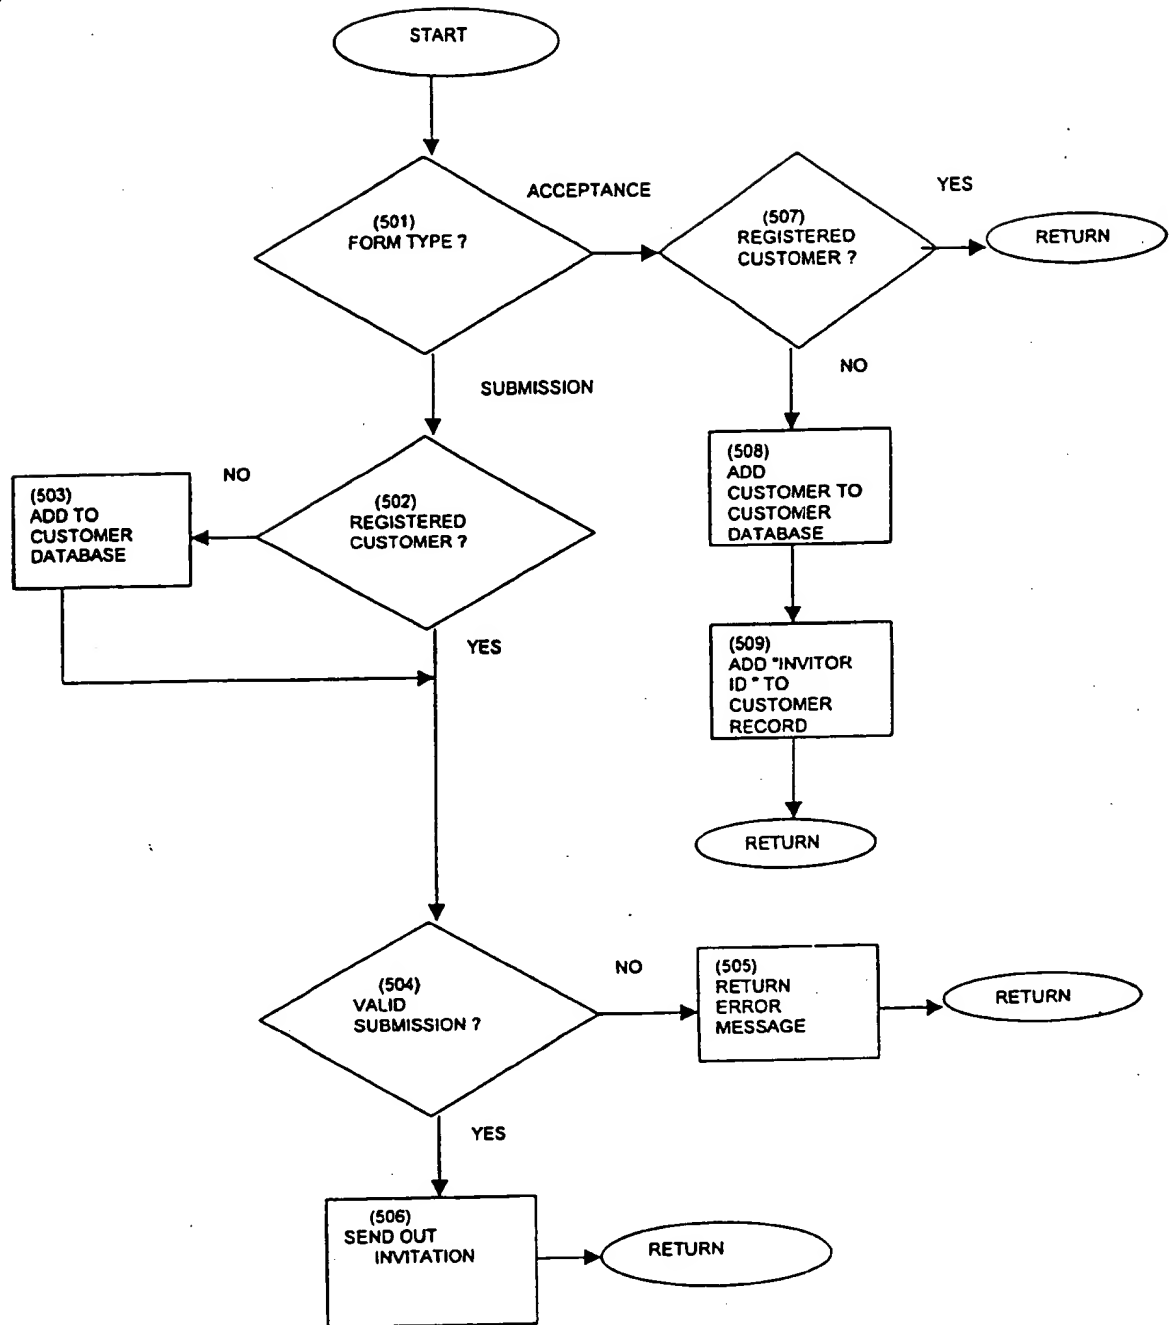 START
ACCEPTANCE
YES
(501)
FORM TYPE ?
(507)
REGISTERED
CUSTOMER ?
RETURN
NO
SUBMISSION
(508)
ADD
CUSTOMER TO
CUSTOMER
DATABASE
NO
(503)
ADD TO
CUSTOMER
DATABASE
(502)
REGISTERED
CUSTOMER ?
YES
(509)
ADD "INVITOR
ID " TO
CUSTOMER
RECORD
RETURN
(504)
VALID
SUBMISSION ?
NO
(505)
RETURN
ERROR
MESSAGE
RETURN
YES
(506)
SEND OUT
INVITATION
RETURN